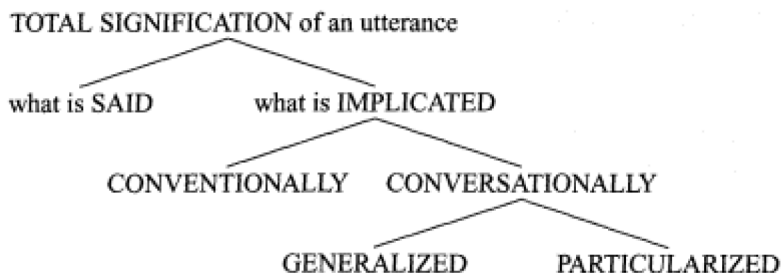 TOTAL SIGNIFICATION of an utterance
what is SAID what is IMPLICATED
CONVENTIONALLY CONVERSATIONALLY
GENERALIZED PARTICULARIZED